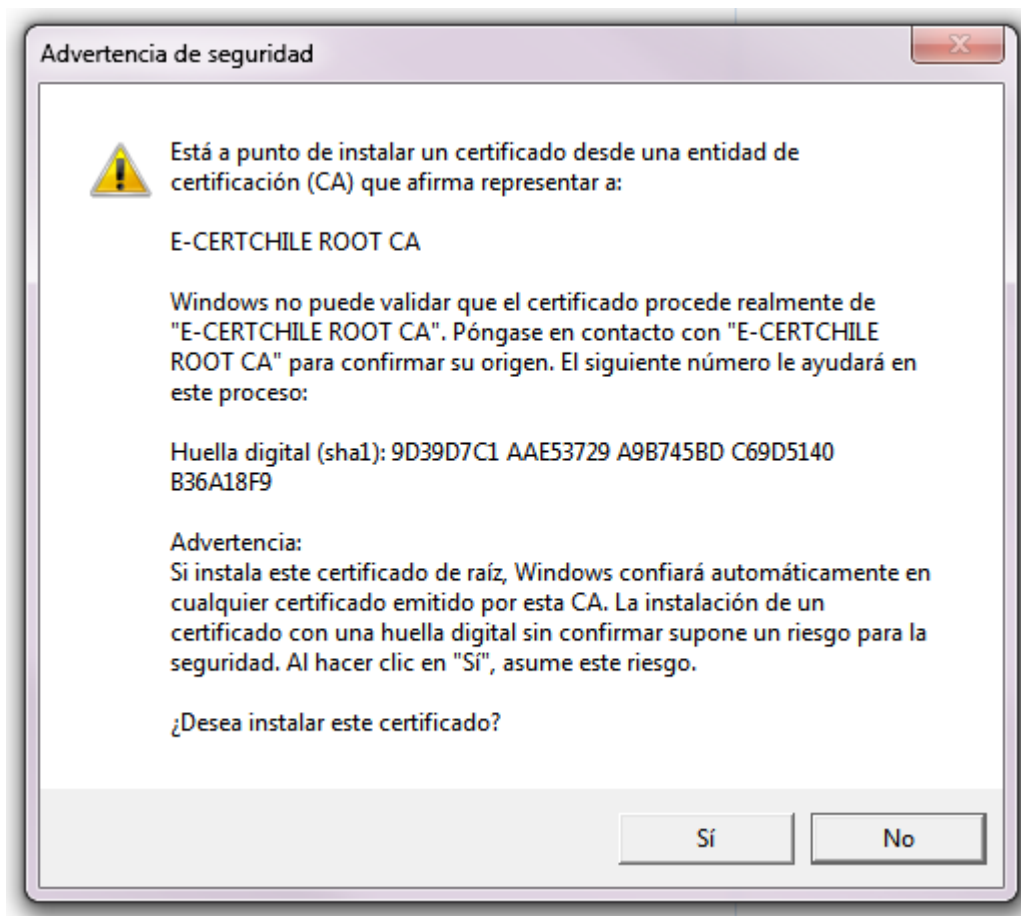 Advertencia de seguridad
Está a punto de instalar un certificado desde una entidad de
certificación (CA) que afirma representar a:
E-CERTCHILE ROOT CA
Windows no puede validar que el certificado procede realmente de
"E-CERTCHILE ROOT CA". Póngase en contacto con "E-CERTCHILE
ROOT CA" para confirmar su origen. El siguiente número le ayudará en
este proceso:
Huella digital (sha1): 9D39D7C1 AAE53729 A9B745BD C69D5140
B36A18F9
Advertencia:
Si instala este certificado de raíz, Windows confiará automáticamente en
cualquier certificado emitido por esta CA. La instalación de un
certificado con una huella digital sin confirmar supone un riesgo para la
seguridad. Al hacer clic en "Sí", asume este riesgo.
¿Desea instalar este certificado?
Sí
No